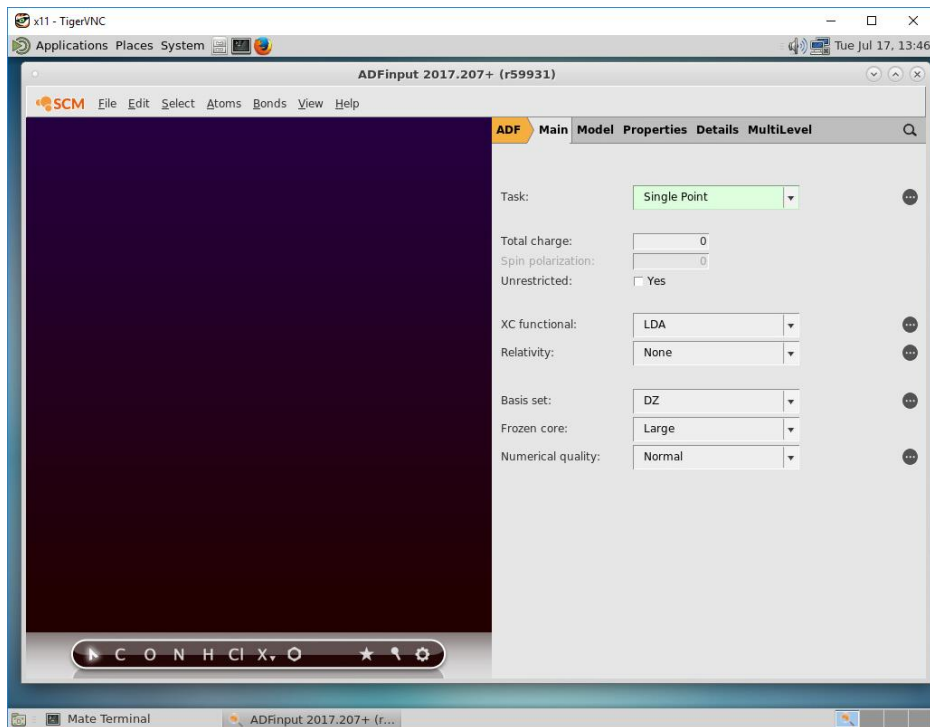 x11 - TigerVNC
Applications Places System
Tue Jul 17, 13:46
ADFinput 2017.207+ (r59931)
SCM File Edit Select Atoms Bonds View Help
ADF Main Model Properties Details MultiLevel
Task: Single Point
Total charge: 0
Spin polarization: 0
Unrestricted: Yes
XC functional: LDA
Relativity: None
Basis set: DZ
Frozen core: Large
Numerical quality: Normal
C O N H Cl X
Mate Terminal
ADFinput 2017.207+ (r...